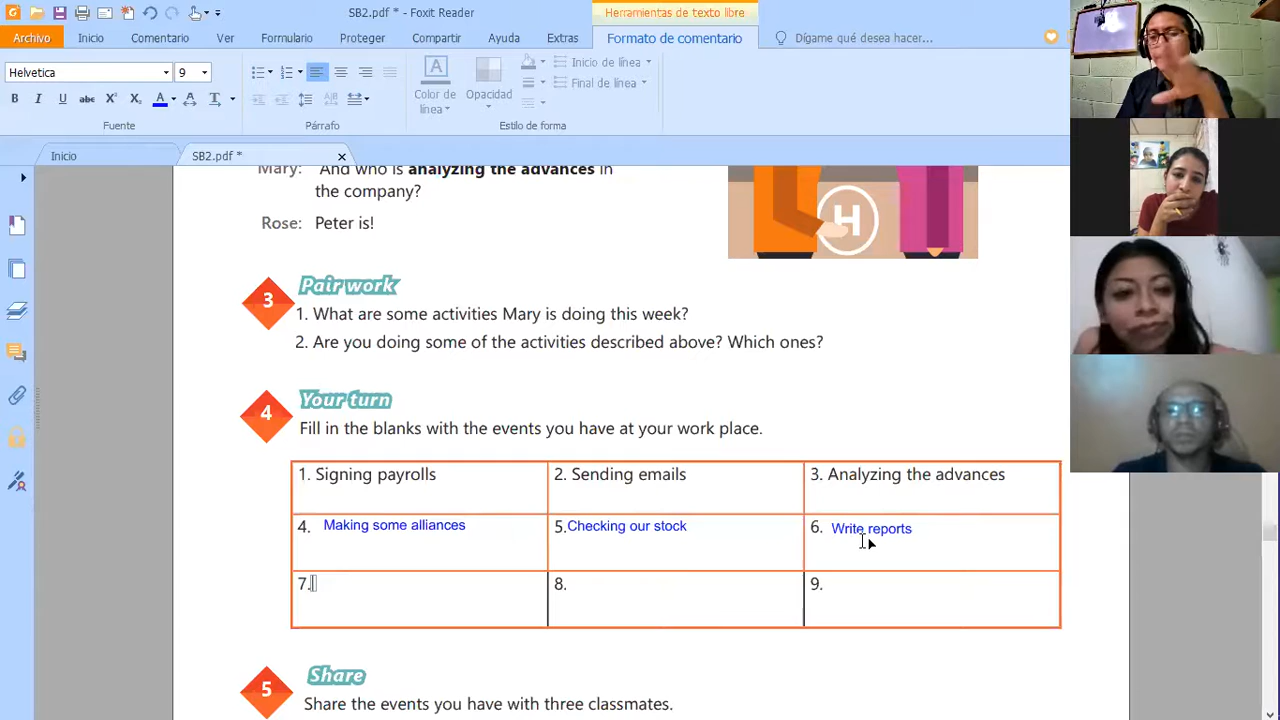 SB2.pdf * - Foxit Reader
Herramientas de texto libre
Archivo
Inicio
Comentario
Ver
Formulario
Proteger
Compartir
Ayuda
Extras
Formato de comentario
Dígame qué desea hacer...
Helvetica
9
Color de línea
Opacidad
Inicio de línea
Final de línea
Fuente
Párrafo
Estilo de forma
Inicio
SB2.pdf *
Mary: And who is analyzing the advances in
the company?
Rose: Peter is!
H
3 Pair work
1. What are some activities Mary is doing this week?
2. Are you doing some of the activities described above? Which ones?
4 Your turn
Fill in the blanks with the events you have at your work place.
1. Signing payrolls
2. Sending emails
3. Analyzing the advances
4. Making some alliances
5. Checking our stock
6. Write reports
7.
8.
9.
5 Share
Share the events you have with three classmates.